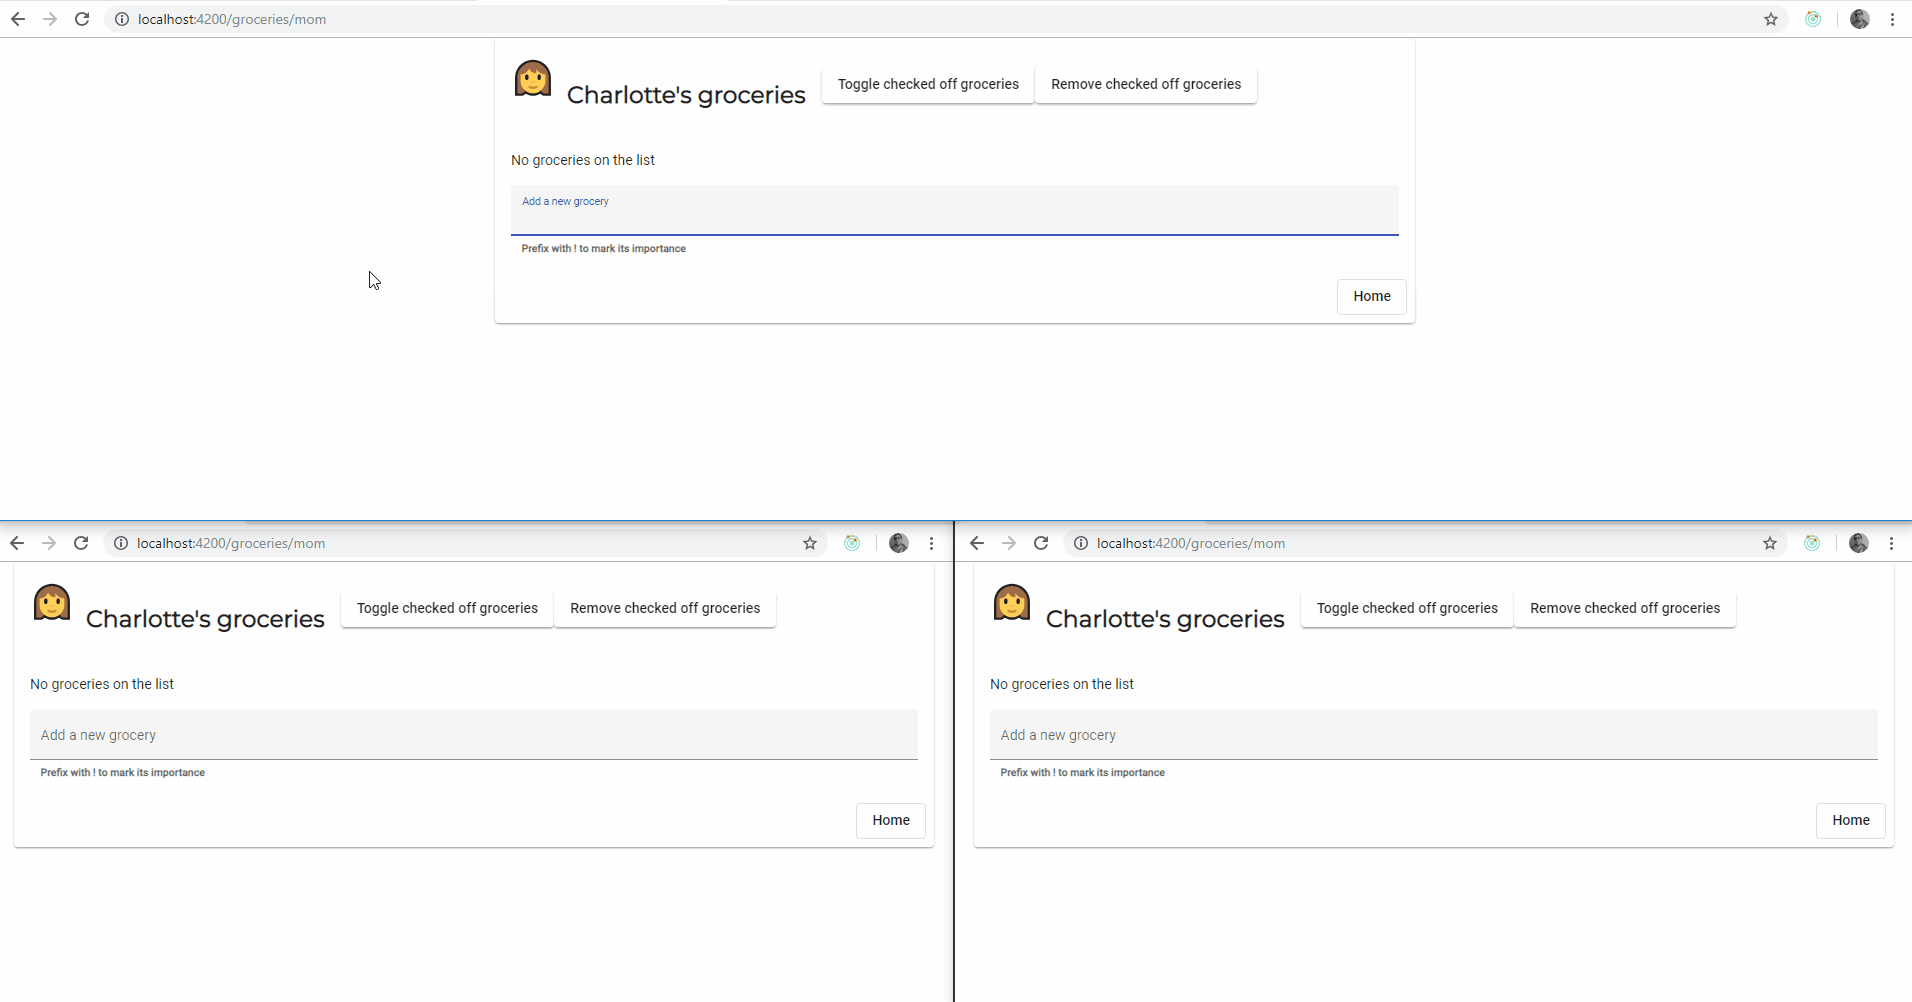 localhost:4200/groceries/mom
Charlotte's groceries
Toggle checked off groceries
Remove checked off groceries
No groceries on the list
Add a new grocery
Prefix with ! to mark its importance
Home
localhost:4200/groceries/mom
Charlotte's groceries
Toggle checked off groceries
Remove checked off groceries
No groceries on the list
Add a new grocery
Prefix with ! to mark its importance
Home
localhost:4200/groceries/mom
Charlotte's groceries
Toggle checked off groceries
Remove checked off groceries
No groceries on the list
Add a new grocery
Prefix with ! to mark its importance
Home